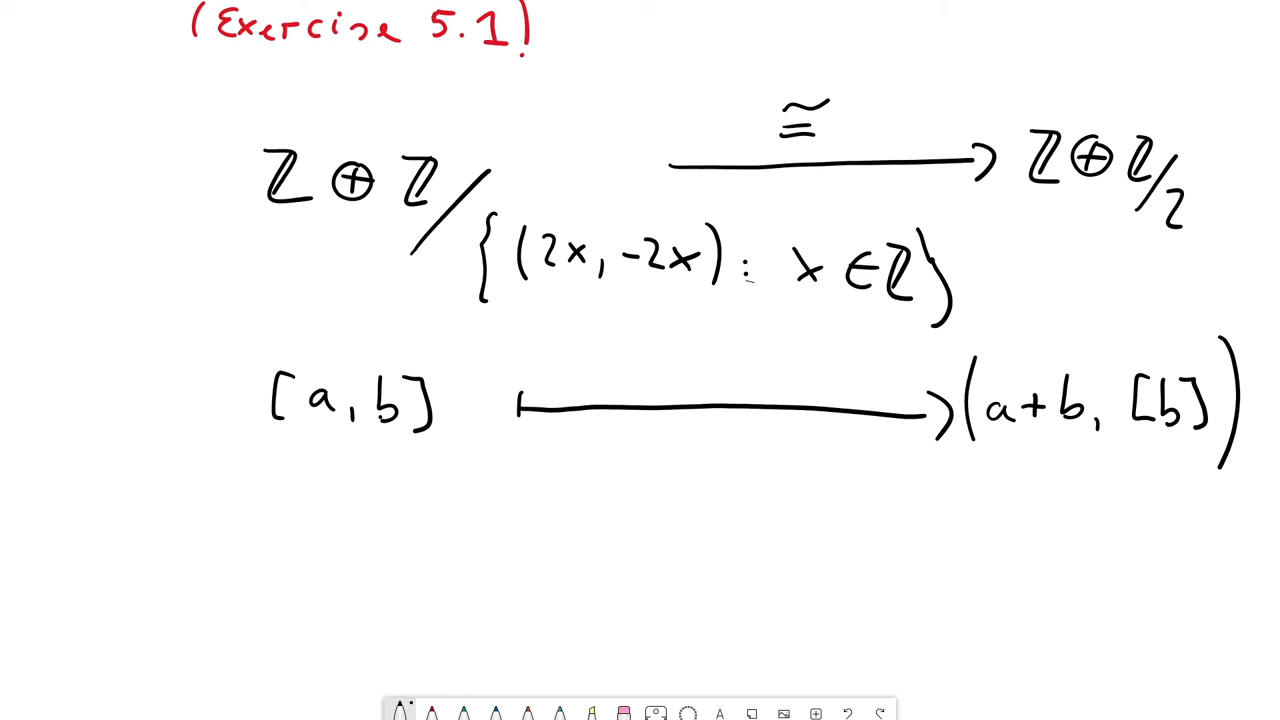 (Exercise 5.1!
ℤ ⊕ ℤ / {(2x, -2x) : x ∈ ℤ} ≅→ ℤ ⊕ ℤ/2
[a, b] ↦ (a + b, [b])